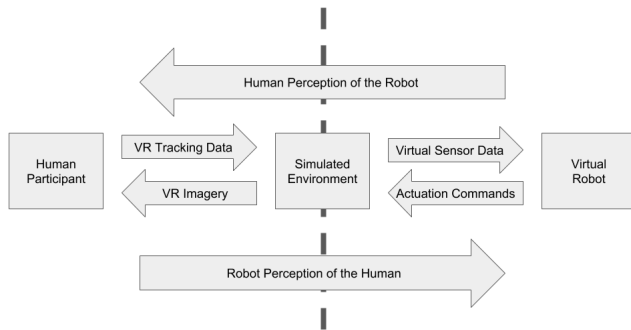 Human Perception of the Robot
Human
Participant
VR Tracking Data
VR Imagery
Simulated
Environment
Virtual Sensor Data
Actuation Commands
Virtual
Robot
Robot Perception of the Human